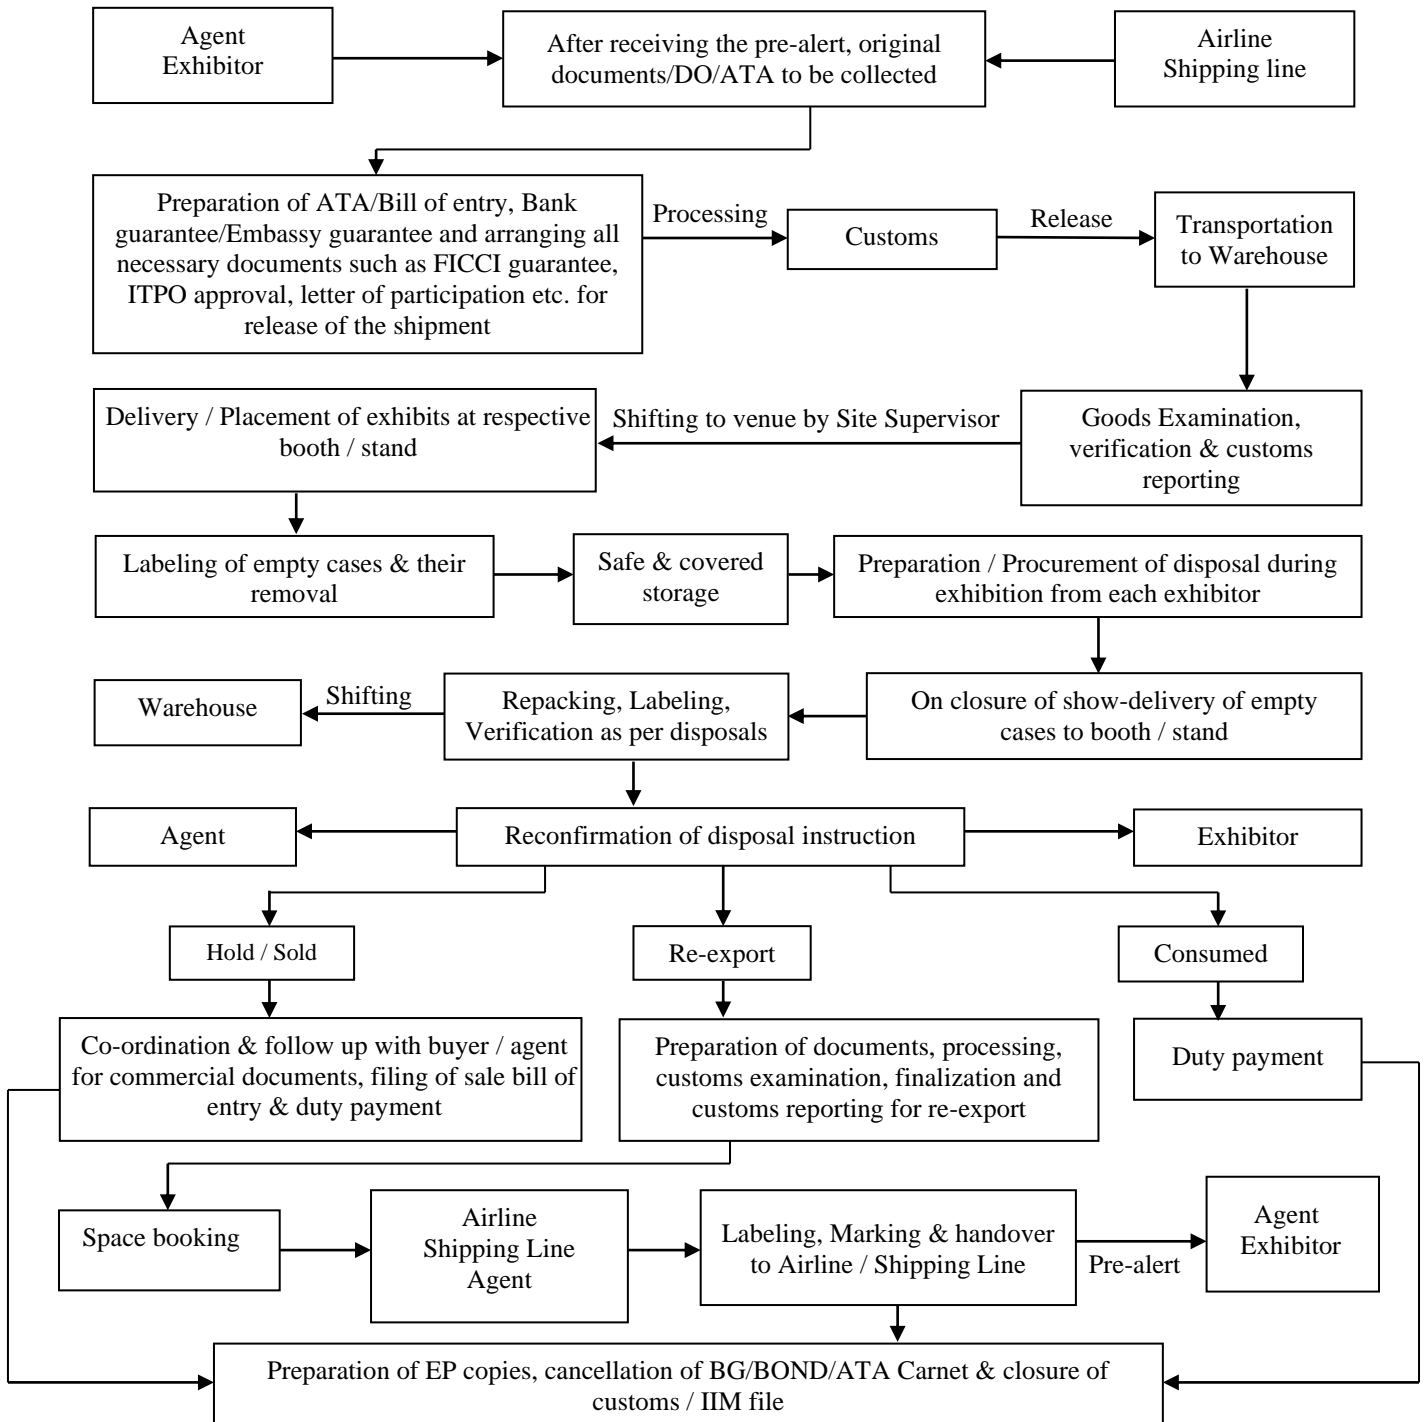 Agent
Exhibitor
After receiving the pre-alert, original
documents/DO/ATA to be collected
Airline
Shipping line
Preparation of ATA/Bill of entry, Bank
guarantee/Embassy guarantee and arranging all
necessary documents such as FICCI guarantee,
ITPO approval, letter of participation etc. for
release of the shipment
Processing
Customs
Release
Transportation
to Warehouse
Delivery / Placement of exhibits at respective
booth / stand
Shifting to venue by Site Supervisor
Goods Examination,
verification & customs
reporting
Labeling of empty cases & their
removal
Safe & covered
storage
Preparation / Procurement of disposal during
exhibition from each exhibitor
Warehouse
Shifting
Repacking, Labeling,
Verification as per disposals
On closure of show-delivery of empty
cases to booth / stand
Agent
Reconfirmation of disposal instruction
Exhibitor
Hold / Sold
Re-export
Consumed
Co-ordination & follow up with buyer / agent
for commercial documents, filing of sale bill of
entry & duty payment
Preparation of documents, processing,
customs examination, finalization and
customs reporting for re-export
Duty payment
Space booking
Airline
Shipping Line
Agent
Labeling, Marking & handover
to Airline / Shipping Line
Pre-alert
Agent
Exhibitor
Preparation of EP copies, cancellation of BG/BOND/ATA Carnet & closure of
customs / IIM file